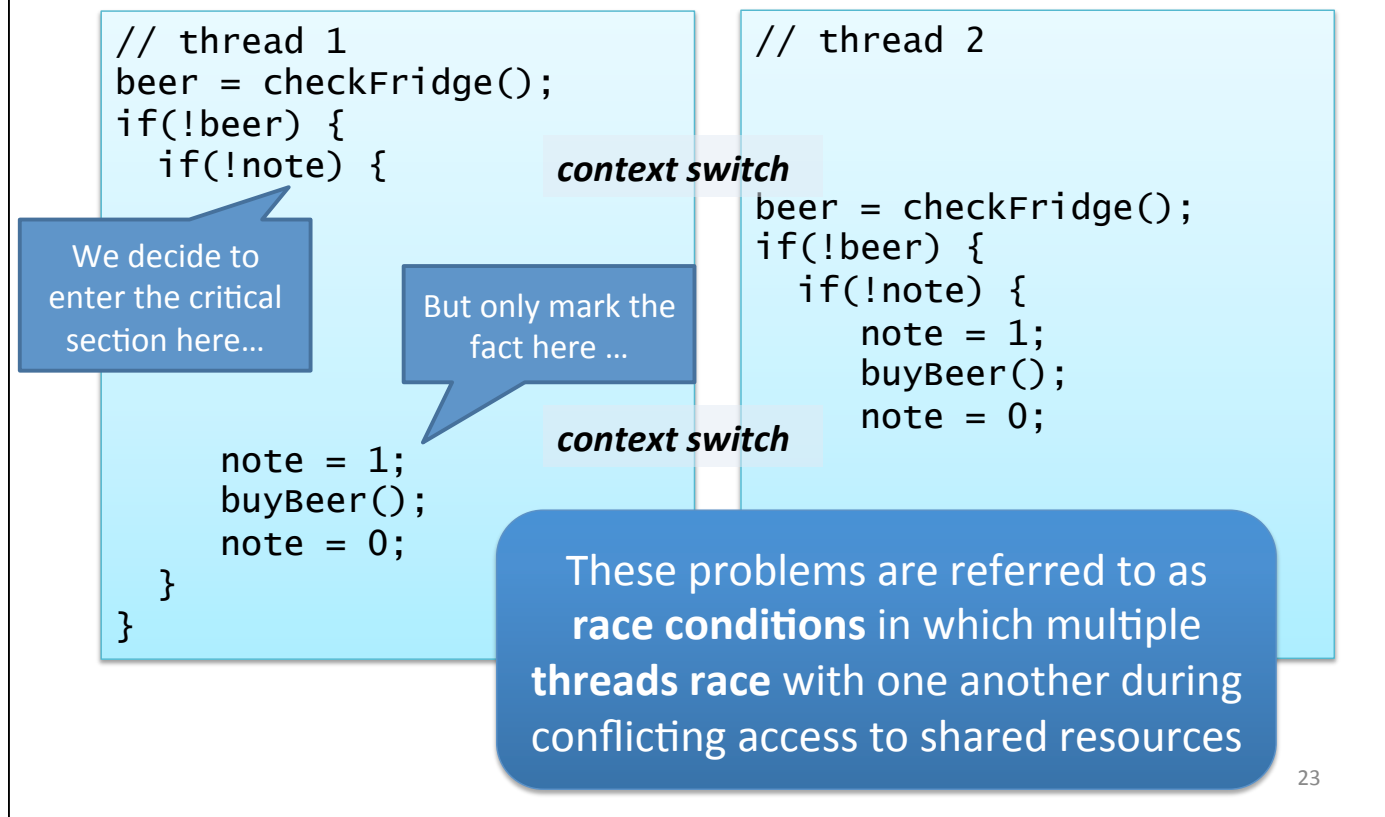 // thread 1
beer = checkFridge();
if(!beer) {
  if(!note) {
We decide to
enter the critical
section here…
But only mark the
fact here …
     note = 1;
     buyBeer();
     note = 0;
  }
}
context switch
context switch
// thread 2
beer = checkFridge();
if(!beer) {
  if(!note) {
     note = 1;
     buyBeer();
     note = 0;
These problems are referred to as
race conditions in which multiple
threads race with one another during
conflicting access to shared resources
23